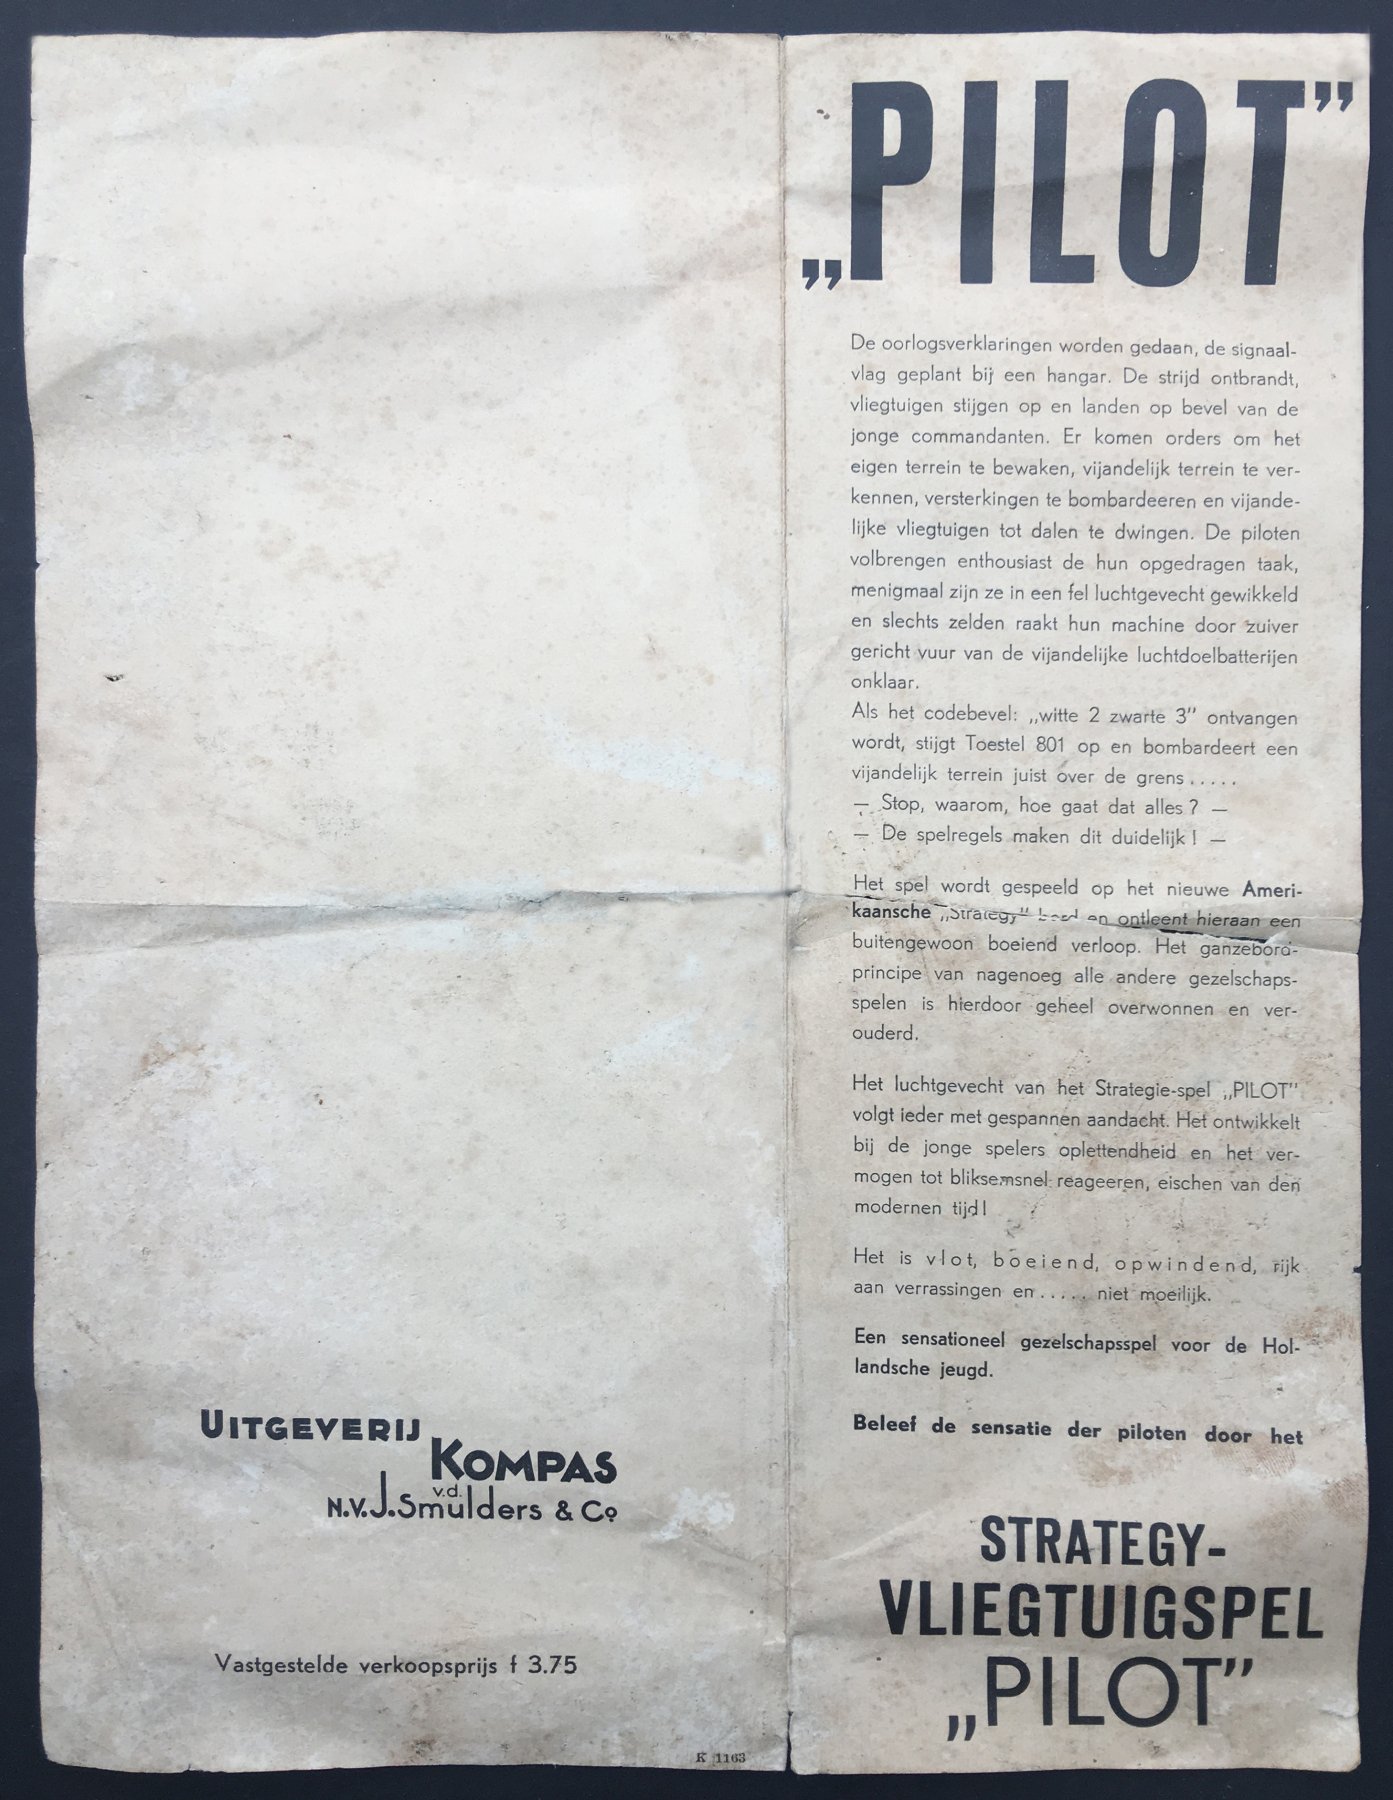 „PILOT”
De oorlogsverklaringen worden gedaan, de signaal-
vlag geplant bij een hangar. De strijd ontbrandt,
vliegtuigen stijgen op en landen op bevel van de
jonge commandanten. Er komen orders om het
eigen terrein te bewaken, vijandelijk terrein te ver-
kennen, versterkingen te bombardeeren en vijande-
lijke vliegtuigen tot dalen te dwingen. De piloten
volbrengen enthousiast de hun opgedragen taak,
menigmaal zijn ze in een fel luchtgevecht gewikkeld
en slechts zelden raakt hun machine door zuiver
gericht vuur van de vijandelijke luchtdoelbatterijen
onklaar.
Als het codebevel: „witte 2 zwarte 3” ontvangen
wordt, stijgt Toestel 801 op en bombardeert een
vijandelijk terrein juist over de grens.....
— Stop, waarom, hoe gaat dat alles? —
— De spelregels maken dit duidelijk! —
Het spel wordt gespeeld op het nieuwe Ameri-
kaansche „Strategy” en ontleent hieraan een
buitengewoon boeiend verloop. Het ganzebord-
principe van nagenoeg alle andere gezelschaps-
spelen is hierdoor geheel overwonnen en ver-
ouderd.
Het luchtgevecht van het Strategie-spel „PILOT”
volgt ieder met gespannen aandacht. Het ontwikkelt
bij de jonge spelers oplettendheid en het ver-
mogen tot bliksemsnel reageeren, eischen van den
modernen tijd!
Het is vlot, boeiend, opwindend, rijk
aan verrassingen en..... niet moeilijk.
Een sensationeel gezelschapsspel voor de Hol-
landsche jeugd.
Beleef de sensatie der piloten door het
STRATEGY-
VLIEGTUIGSPEL
„PILOT”
UITGEVERIJ
KOMPAS
N.V. J. v.d. Smulders & Co
Vastgestelde verkoopsprijs f 3.75
K 1163